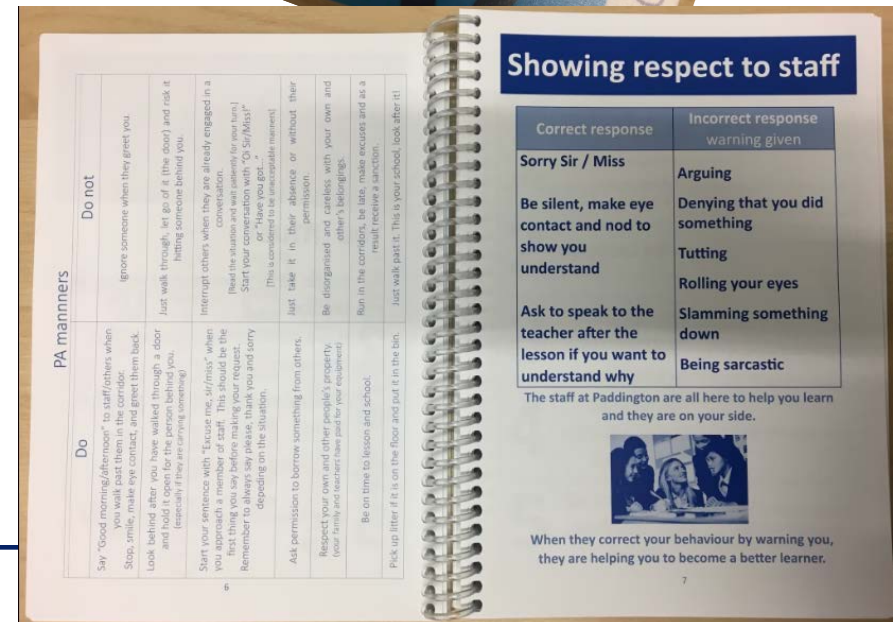 PA mannners
Do
Do not
Say "Good morning/afternoon" to staff/others when
you walk past them in the corridor.
Stop, smile, make eye contact, and greet them back.
Ignore someone when they greet you.
Look behind after you have walked through a door
and hold it open for the person behind you.
(especially if they are carrying something)
Just walk through, let go of it (the door) and risk it
hitting someone behind you.
Start your sentence with "Excuse me, sir/miss" when
you approach a member of staff. This should be the
first thing you say before making your request.
Remember to always say please, thank you and sorry
depeding on the situation.
Interrupt others when they are already engaged in a
conversation.
[Read the situation and wait patiently for your turn.]
Start your conversation with "Oi Sir/Miss!"
or "Have you got..."
[This is considered to be unacceptable manners]
Ask permission to borrow something from others.
Just take it in their absence or without their
permission.
Respect your own and other people's property.
(your family and teachers have paid for your equipment)
Be disorganised and careless with your own and
other's belongings.
Be on time to lesson and school.
Run in the corridors, be late, make excuses and as a
result receive a sanction.
Pick up litter if it is on the floor and put it in the bin.
Just walk past it. This is your school, look after it!
6
Showing respect to staff
Correct response
Incorrect response
warning given
Sorry Sir / Miss
Be silent, make eye
contact and nod to
show you
understand
Ask to speak to the
teacher after the
lesson if you want to
understand why
Arguing
Denying that you did
something
Tutting
Rolling your eyes
Slamming something
down
Being sarcastic
The staff at Paddington are all here to help you learn
and they are on your side.
When they correct your behaviour by warning you,
they are helping you to become a better learner.
7